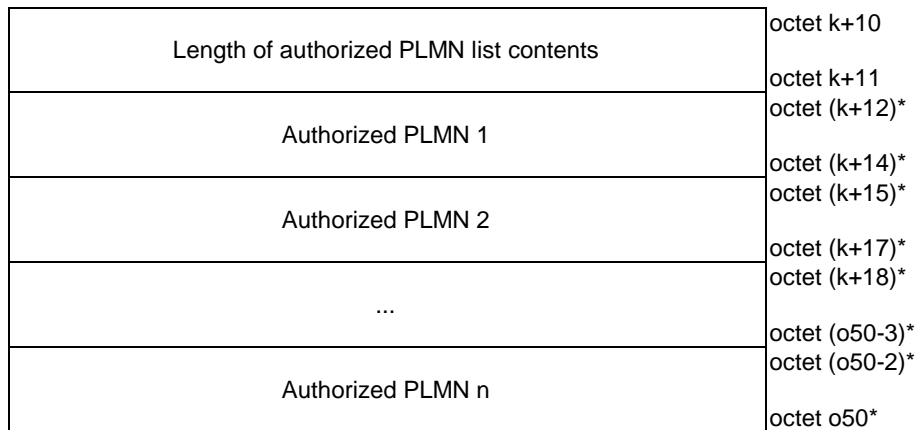 octet k+10
Length of authorized PLMN list contents
octet k+11
octet (k+12)*
Authorized PLMN 1
octet (k+14)*
octet (k+15)*
Authorized PLMN 2
octet (k+17)*
octet (k+18)*
...
octet (o50-3)*
octet (o50-2)*
Authorized PLMN n
octet o50*